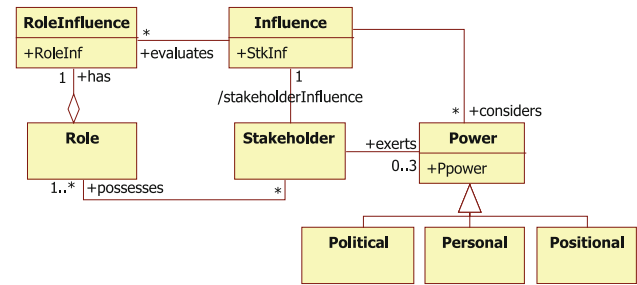 RoleInfluence
+RoleInf
*
+evaluates
Influence
+StkInf
1 +has
1
/stakeholderInfluence
* +considers
Role
Stakeholder
+exerts
0..3
Power
+Ppower
1..* +possesses
*
Political
Personal
Positional